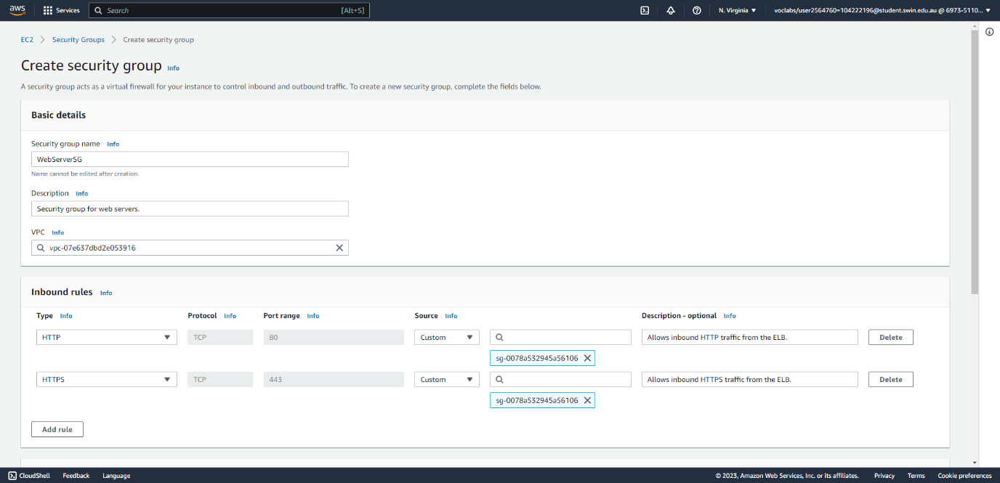 aws Services Search [Alt+S] N. Virginia voclabs/user2564760=104222196@student.swin.edu.au @ 6973-5110...
EC2 Security Groups Create security group
Create security group Info
A security group acts as a virtual firewall for your instance to control inbound and outbound traffic. To create a new security group, complete the fields below.
Basic details
Security group name Info
WebServerSG
Name cannot be edited after creation.
Description Info
Security group for web servers.
VPC Info
vpc-07e637dbd2e053916
Inbound rules Info
Type Info Protocol Info Port range Info Source Info Description - optional Info
HTTP TCP 80 Custom Allows inbound HTTP traffic from the ELB. Delete
sg-0078a532945a56106
HTTPS TCP 443 Custom Allows inbound HTTPS traffic from the ELB. Delete
sg-0078a532945a56106
Add rule
CloudShell Feedback Language © 2023, Amazon Web Services, Inc. or its affiliates. Privacy Terms Cookie preferences